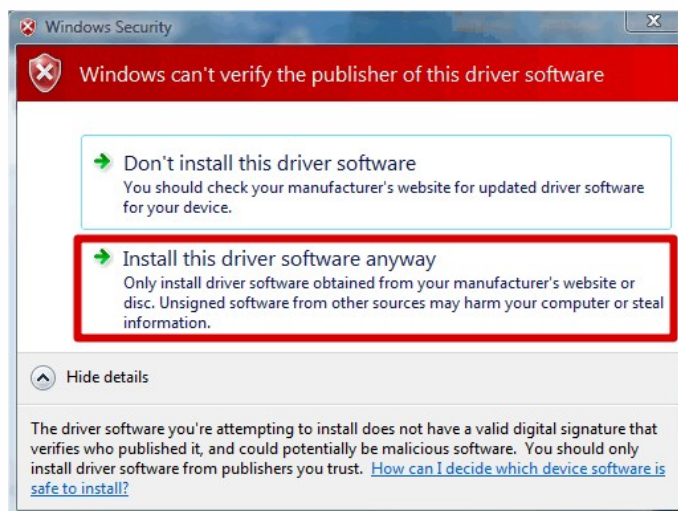 Windows Security
Windows can't verify the publisher of this driver software
Don't install this driver software
You should check your manufacturer's website for updated driver software
for your device.
Install this driver software anyway
Only install driver software obtained from your manufacturer's website or
disc. Unsigned software from other sources may harm your computer or steal
information.
Hide details
The driver software you're attempting to install does not have a valid digital signature that
verifies who published it, and could potentially be malicious software. You should only
install driver software from publishers you trust. How can I decide which device software is
safe to install?